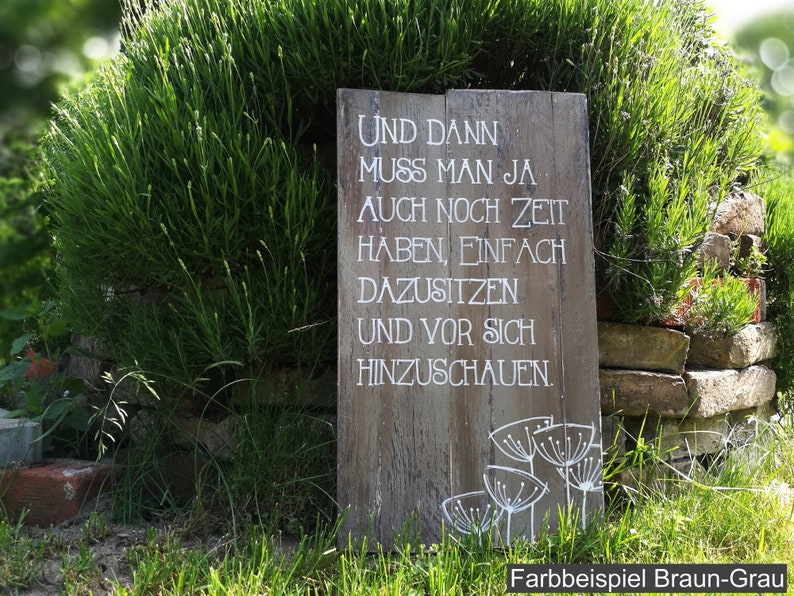 Und dann
muss man ja
auch noch Zeit
haben, Einfach
dazusitzen
und vor sich
hinzuschauen.
Farbbeispiel Braun-Grau